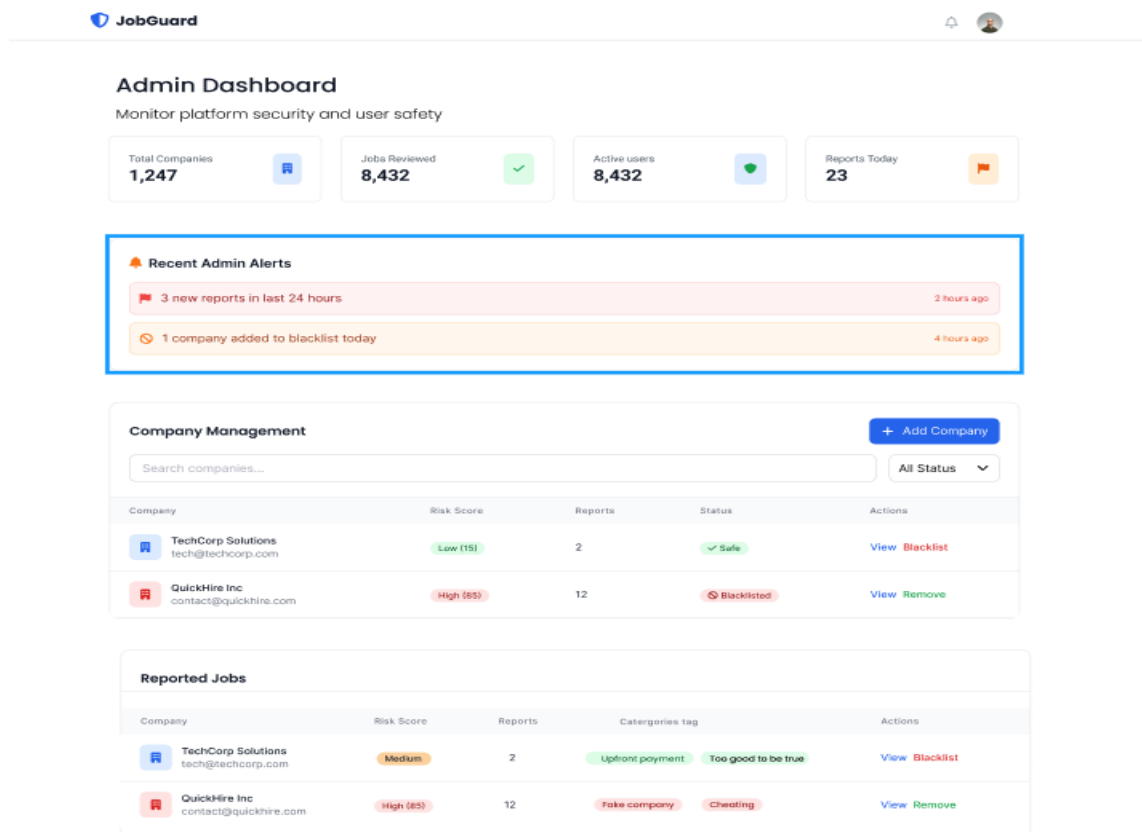 JobGuard
Admin Dashboard
Monitor platform security and user safety
Total Companies
1,247
Jobs Reviewed
8,432
Active users
8,432
Reports Today
23
Recent Admin Alerts
3 new reports in last 24 hours 2 hours ago
1 company added to blacklist today 4 hours ago
Company Management + Add Company
Search companies... All Status
Company Risk Score Reports Status Actions
TechCorp Solutions
tech@techcorp.com
Low (15) 2 Safe View Blacklist
QuickHire Inc
contact@quickhire.com
High (85) 12 Blacklisted View Remove
Reported Jobs
Company Risk Score Reports Catergories tag Actions
TechCorp Solutions
tech@techcorp.com
Medium 2 Upfront payment Too good to be true View Blacklist
QuickHire Inc
contact@quickhire.com
High (85) 12 Fake company Cheating View Remove